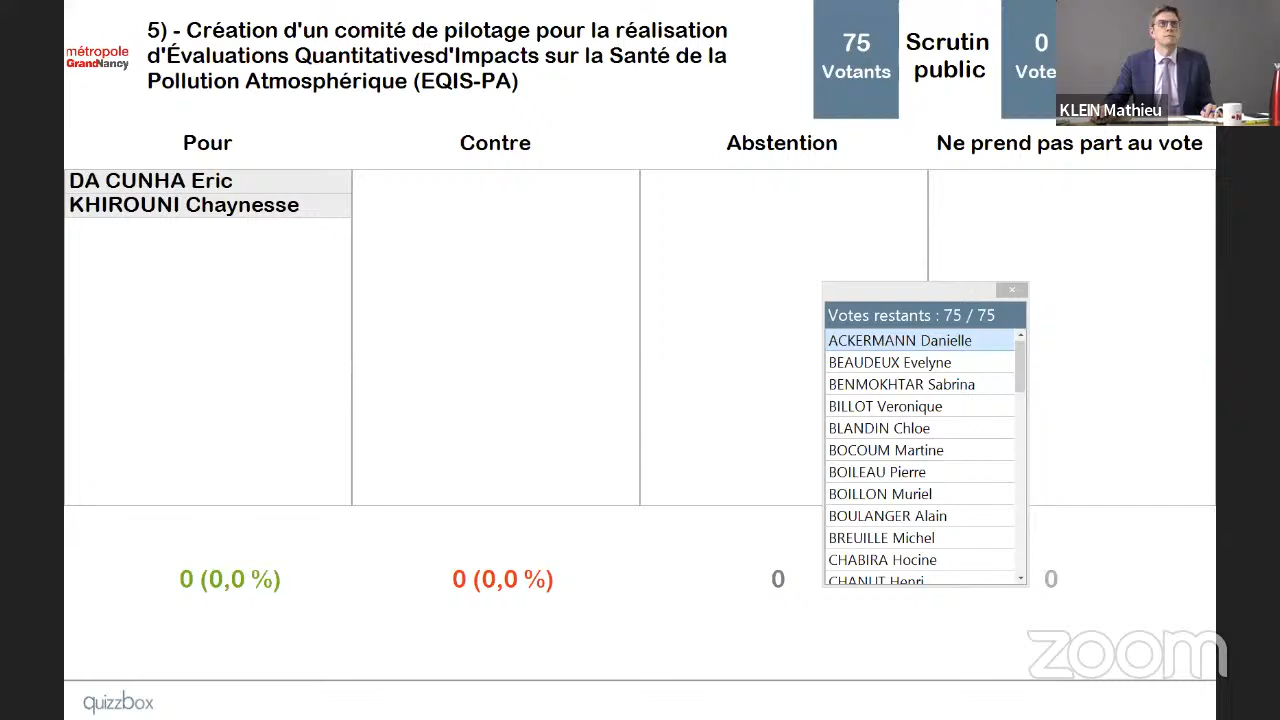 métropole
GrandNancy
5) - Création d'un comité de pilotage pour la réalisation
d'Évaluations Quantitativesd'Impacts sur la Santé de la
Pollution Atmosphérique (EQIS-PA)
75
Votants
Scrutin
public
0
Vote
KLEIN Mathieu
Pour
Contre
Abstention
Ne prend pas part au vote
DA CUNHA Eric
KHIROUNI Chaynesse
Votes restants : 75 / 75
ACKERMANN Danielle
BEAUDEUX Evelyne
BENMOKHTAR Sabrina
BILLOT Veronique
BLANDIN Chloe
BOCOUM Martine
BOILEAU Pierre
BOILLON Muriel
BOULANGER Alain
BREUILLE Michel
CHABIRA Hocine
CHANUT Henri
0 (0,0 %)
0 (0,0 %)
0
0
zoom
quizzbox